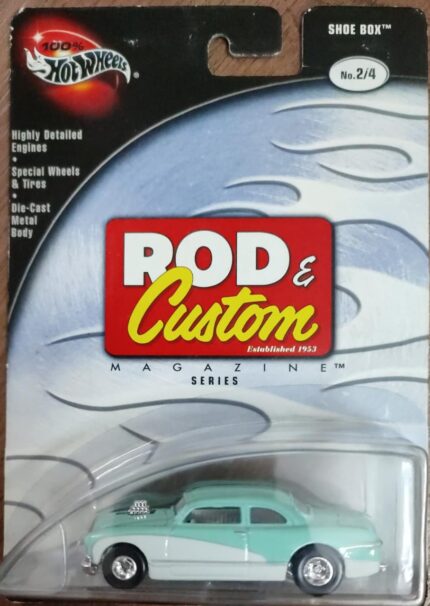 SHOE BOX™
No. 2/4
100%
HOT WHEELS
Highly Detailed
Engines
•
Special Wheels
& Tires
•
Die-Cast
Metal
Body
ROD &
Custom
Established 1953
MAGAZINE™
SERIES